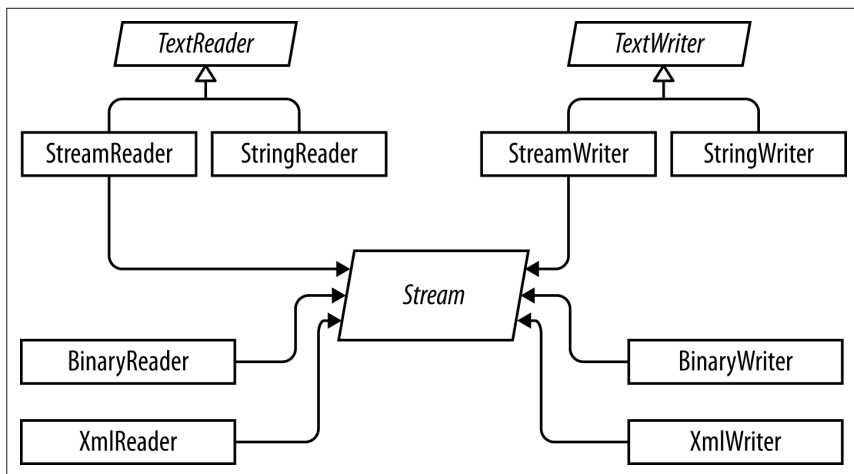 TextReader
TextWriter
StreamReader
StringReader
StreamWriter
StringWriter
Stream
BinaryReader
BinaryWriter
XmlReader
XmlWriter